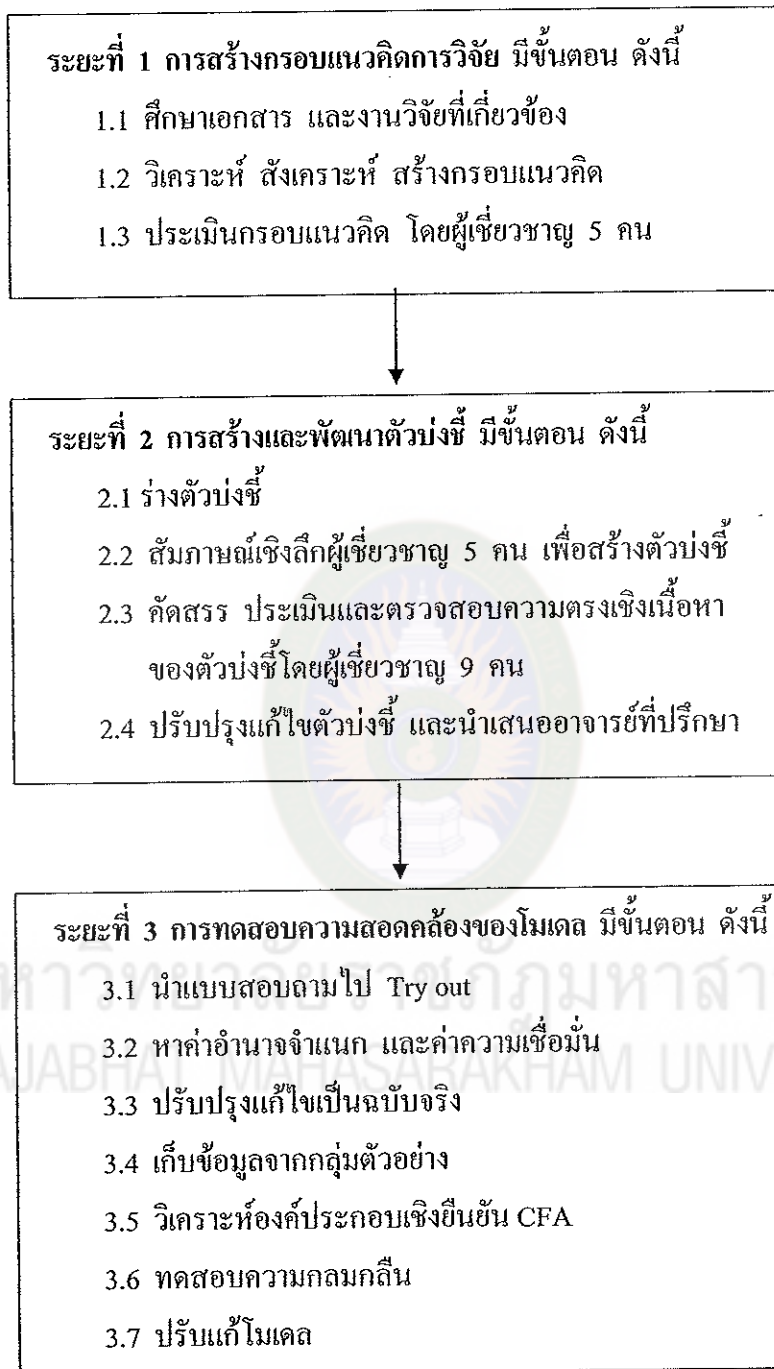 ระยะที่ 1 การสร้างกรอบแนวคิดการวิจัย มีขั้นตอน ดังนี้
1.1 ศึกษาเอกสาร และงานวิจัยที่เกี่ยวข้อง
1.2 วิเคราะห์ สังเคราะห์ สร้างกรอบแนวคิด
1.3 ประเมินกรอบแนวคิด โดยผู้เชี่ยวชาญ 5 คน
ระยะที่ 2 การสร้างและพัฒนาตัวบ่งชี้ มีขั้นตอน ดังนี้
2.1 ร่างตัวบ่งชี้
2.2 สัมภาษณ์เชิงลึกผู้เชี่ยวชาญ 5 คน เพื่อสร้างตัวบ่งชี้
2.3 คัดสรร ประเมินและตรวจสอบความตรงเชิงเนื้อหา
ของตัวบ่งชี้โดยผู้เชี่ยวชาญ 9 คน
2.4 ปรับปรุงแก้ไขตัวบ่งชี้ และนำเสนออาจารย์ที่ปรึกษา
ระยะที่ 3 การทดสอบความสอดคล้องของโมเดล มีขั้นตอน ดังนี้
หาวิทยาลัยราชภัฏมหาสา
3.1 นำแบบสอบถามไป Try out
3.2 หาค่าอำนาจจำแนก และค่าความเชื่อมั่น
JABHAT MAHASARAKHAM UNIV
3.3 ปรับปรุงแก้ไขเป็นฉบับจริง
3.4 เก็บข้อมูลจากกลุ่มตัวอย่าง
3.5 วิเคราะห์องค์ประกอบเชิงยืนยัน CFA
3.6 ทดสอบความกลมกลืน
3.7 ปรับแก้โมเดล